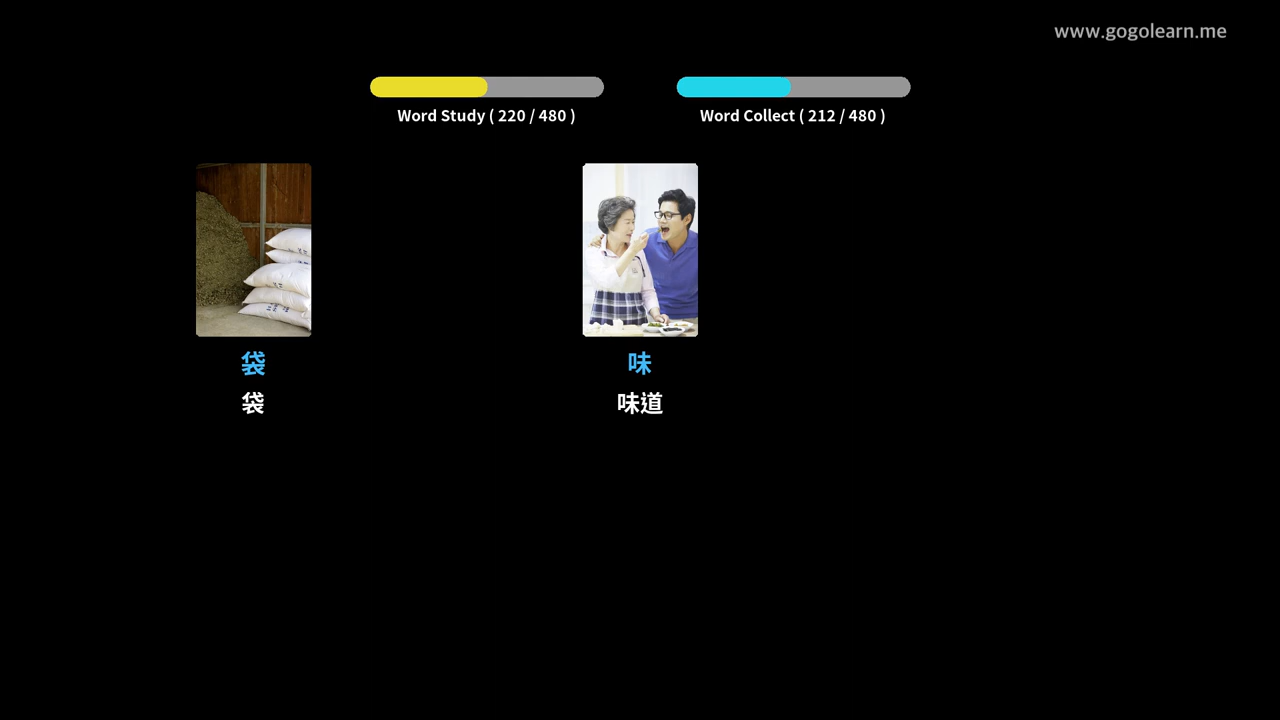 www.gogolearn.me
Word Study ( 220 / 480 )
Word Collect ( 212 / 480 )
袋
袋
味
味道